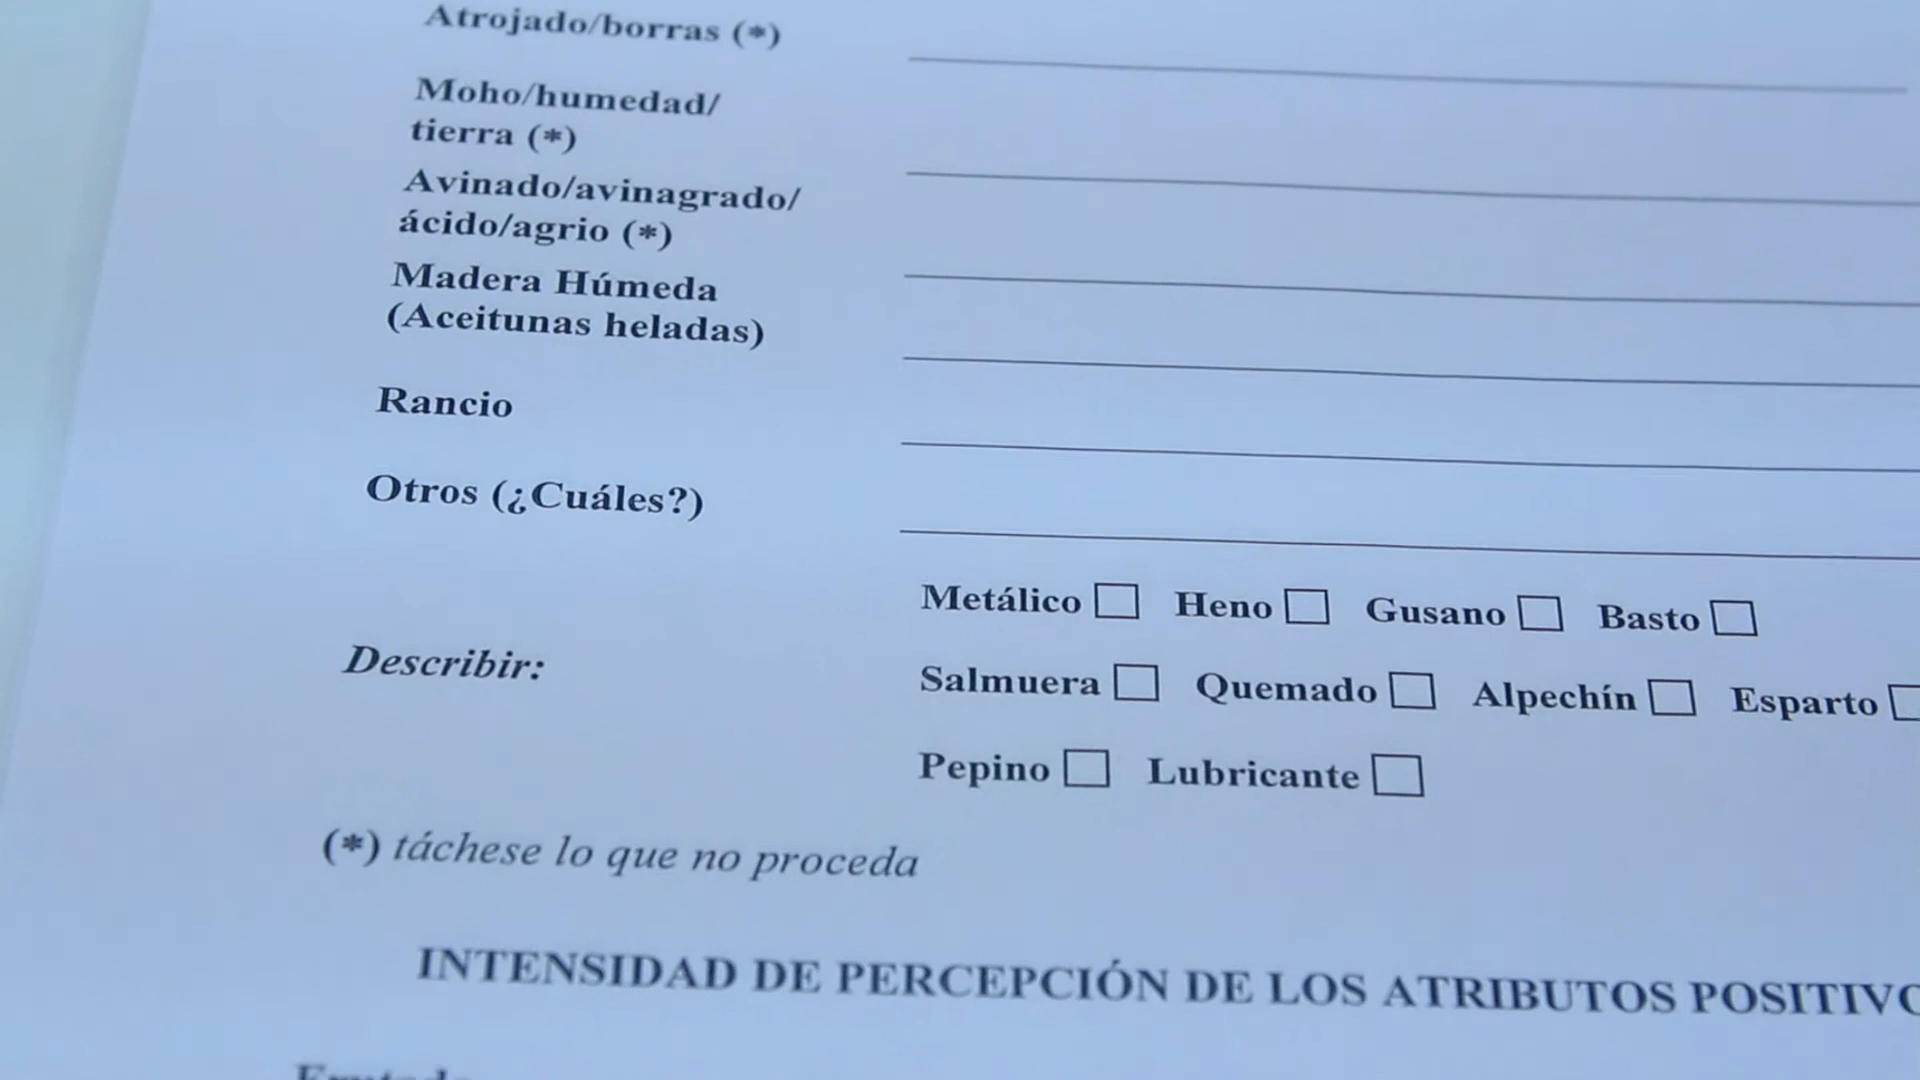 Atrojado/borras (*)
Moho/humedad/
tierra (*)
Avinado/avinagrado/
ácido/agrio (*)
Madera Húmeda
(Aceitunas heladas)
Rancio
Otros (¿Cuáles?)
Metálico Heno Gusano Basto
Describir:
Salmuera Quemado Alpechín Esparto
Pepino Lubricante
(*) táchese lo que no proceda
INTENSIDAD DE PERCEPCIÓN DE LOS ATRIBUTOS POSITIVO